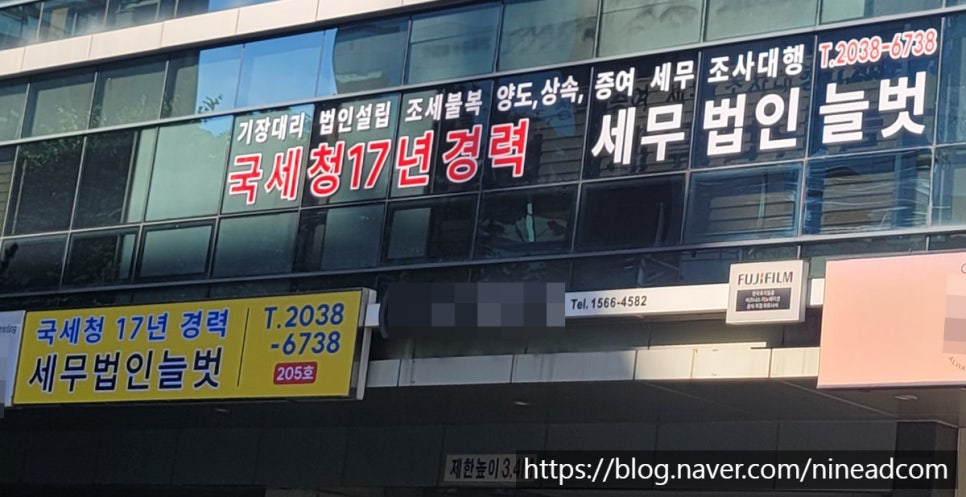 기장대리 법인설립 조세불복 양도,상속, 증여 세무 조사대행 T.2038-6738
국세청17년경력 세무법인늘벗
FUJIFILM
Tel. 1566-4582
국세청 17년 경력
세무법인늘벗
T.2038
-6738
205호
제한높이 3.4
https://blog.naver.com/nineadcom